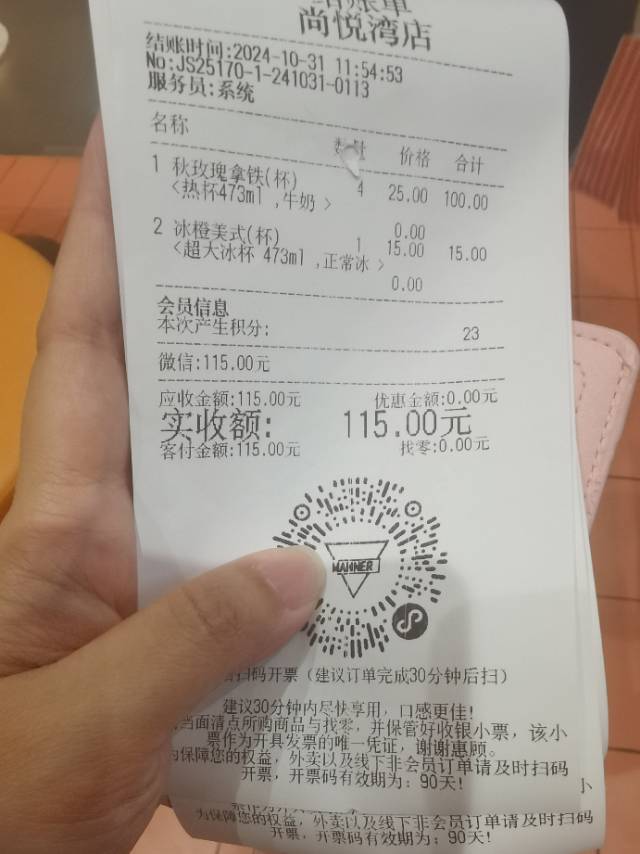 结账单
尚悦湾店
结账时间:2024-10-31 11:54:53
No:JS25170-1-241031-0113
服务员:系统
名称 数量 价格 合计
1 秋玫瑰拿铁(杯) 4 25.00 100.00
<热杯473ml ,牛奶 >
0.00
2 冰橙美式(杯) 1 15.00 15.00
<超大冰杯 473ml ,正常冰 >
0.00
会员信息
本次产生积分: 23
微信:115.00元
应收金额:115.00元 优惠金额:0.00元
实收额: 115.00元
客付金额:115.00元 找零:0.00元
MANNER
扫码开票（建议订单完成30分钟后扫）
建议30分钟内尽快享用，口感更佳!
当面清点所购商品与找零，并保管好收银小票，该小
票作为开具发票的唯一凭证，谢谢惠顾。
为保障您的权益，外卖以及线下非会员订单请及时扫码
开票，开票码有效期为：90天!
小
为保障您的权益，外卖以及线下非会员订单请及时扫码
开票，开票码有效期为：90天!